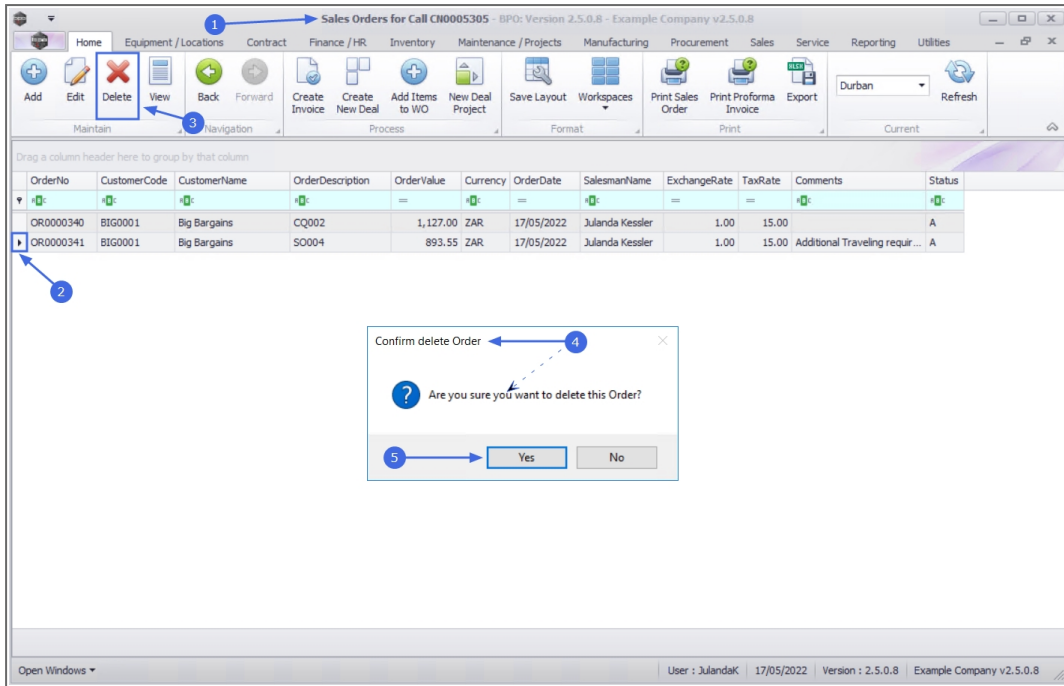 1
Sales Orders for Call CN0005305 - BPO: Version 2.5.0.8 - Example Company v2.5.0.8
Home Equipment / Locations Contract Finance / HR Inventory Maintenance / Projects Manufacturing Procurement Sales Service Reporting Utilities
Add Edit Delete View Back Forward Create Invoice Create New Deal Add Items to WO New Deal Project Save Layout Workspaces Print Sales Order Print Proforma Invoice Export Durban Refresh
3
Maintain Navigation Process Format Print Current
Drag a column header here to group by that column
OrderNo CustomerCode CustomerName OrderDescription OrderValue Currency OrderDate SalesmanName ExchangeRate TaxRate Comments Status
= = =
OR0000340 BIG0001 Big Bargains CQ002 1,127.00 ZAR 17/05/2022 Julanda Kessler 1.00 15.00 A
OR0000341 BIG0001 Big Bargains SO004 893.55 ZAR 17/05/2022 Julanda Kessler 1.00 15.00 Additional Traveling requir... A
2
Confirm delete Order
4
Are you sure you want to delete this Order?
5
Yes No
Open Windows User : JulandaK 17/05/2022 Version : 2.5.0.8 Example Company v2.5.0.8